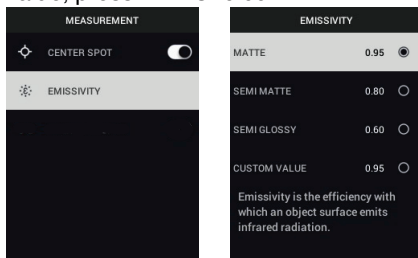 MEASUREMENT
CENTER SPOT
EMISSIVITY
EMISSIVITY
MATTE 0.95
SEMI MATTE 0.80
SEMI GLOSSY 0.60
CUSTOM VALUE 0.95
Emissivity is the efficiency with
which an object surface emits
infrared radiation.